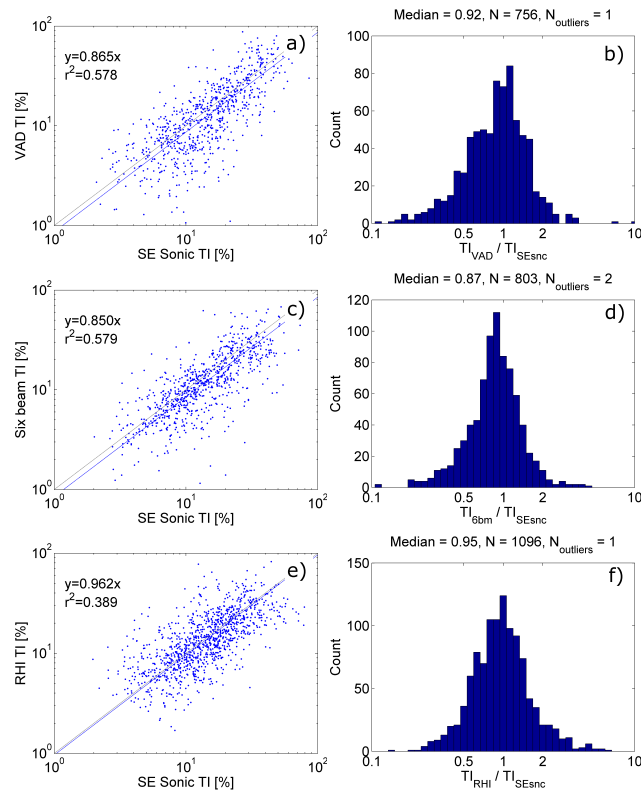 a)
y=0.865x
r²=0.578
VAD TI [%]
10²
10¹
10⁰
10⁰ 10¹ 10²
SE Sonic TI [%]
Median = 0.92, N = 756, N_outliers = 1
b)
Count
100
80
60
40
20
0
0.1 0.5 1 2 10
TI_VAD / TI_SEsnc
c)
y=0.850x
r²=0.579
Six beam TI [%]
10²
10¹
10⁰
10⁰ 10¹ 10²
SE Sonic TI [%]
Median = 0.87, N = 803, N_outliers = 2
d)
Count
120
100
80
60
40
20
0
0.1 0.5 1 2 10
TI_6bm / TI_SEsnc
e)
y=0.962x
r²=0.389
RHI TI [%]
10²
10¹
10⁰
10⁰ 10¹ 10²
SE Sonic TI [%]
Median = 0.95, N = 1096, N_outliers = 1
f)
Count
150
100
50
0
0.1 0.5 1 2 10
TI_RHI / TI_SEsnc